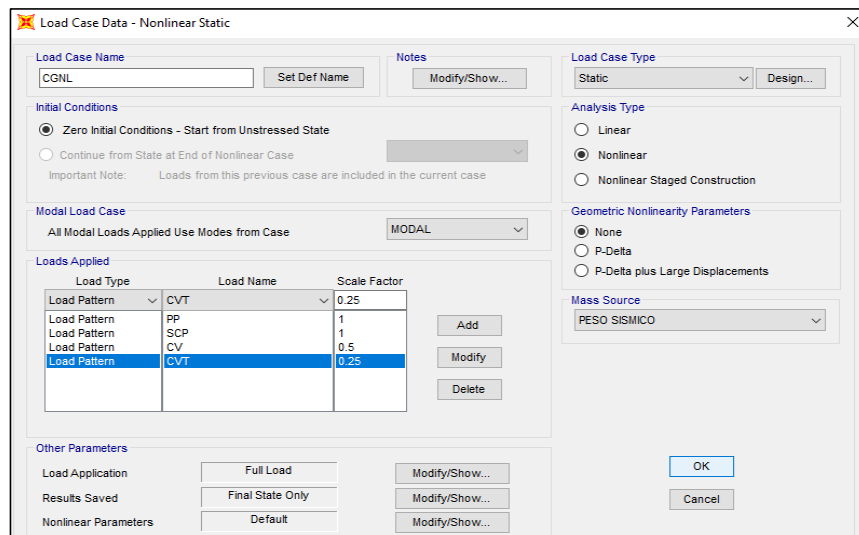 Load Case Data - Nonlinear Static
Load Case Name
CGNL
Set Def Name
Notes
Modify/Show...
Load Case Type
Static
Design...
Initial Conditions
Zero Initial Conditions - Start from Unstressed State
Continue from State at End of Nonlinear Case
Important Note: Loads from this previous case are included in the current case
Analysis Type
Linear
Nonlinear
Nonlinear Staged Construction
Modal Load Case
All Modal Loads Applied Use Modes from Case
MODAL
Geometric Nonlinearity Parameters
None
P-Delta
P-Delta plus Large Displacements
Loads Applied
Load Type Load Name Scale Factor
Load Pattern CVT 0.25
Load Pattern PP 1
Load Pattern SCP 1
Load Pattern CV 0.5
Load Pattern CVT 0.25
Add
Modify
Delete
Mass Source
PESO SISMICO
Other Parameters
Load Application Full Load Modify/Show...
Results Saved Final State Only Modify/Show...
Nonlinear Parameters Default Modify/Show...
OK
Cancel